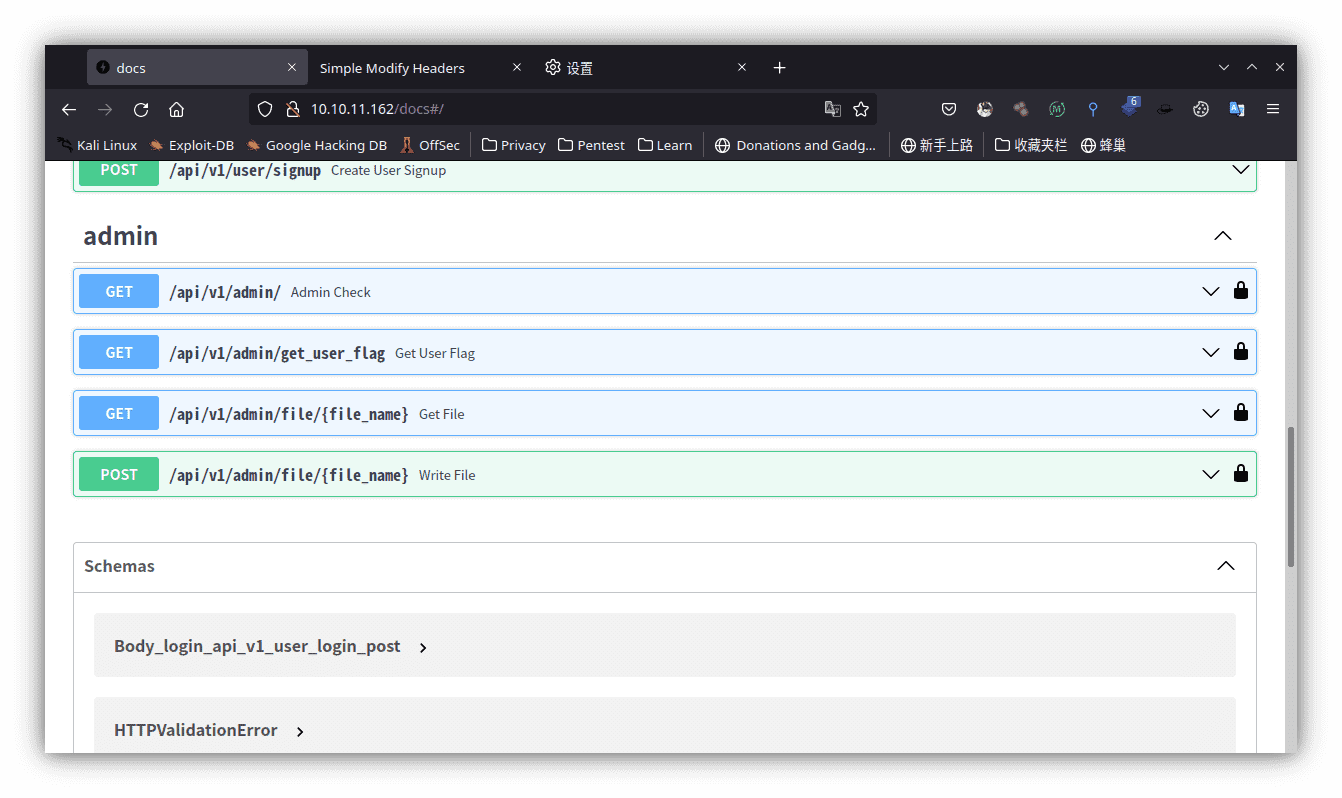 docs
Simple Modify Headers
设置
10.10.11.162/docs#/
6
Kali Linux Exploit-DB Google Hacking DB OffSec Privacy Pentest Learn Donations and Gadg... 新手上路 收藏夹栏 蜂巢
POST /api/v1/user/signup Create User Signup
admin
GET /api/v1/admin/ Admin Check
GET /api/v1/admin/get_user_flag Get User Flag
GET /api/v1/admin/file/{file_name} Get File
POST /api/v1/admin/file/{file_name} Write File
Schemas
Body_login_api_v1_user_login_post
HTTPValidationError